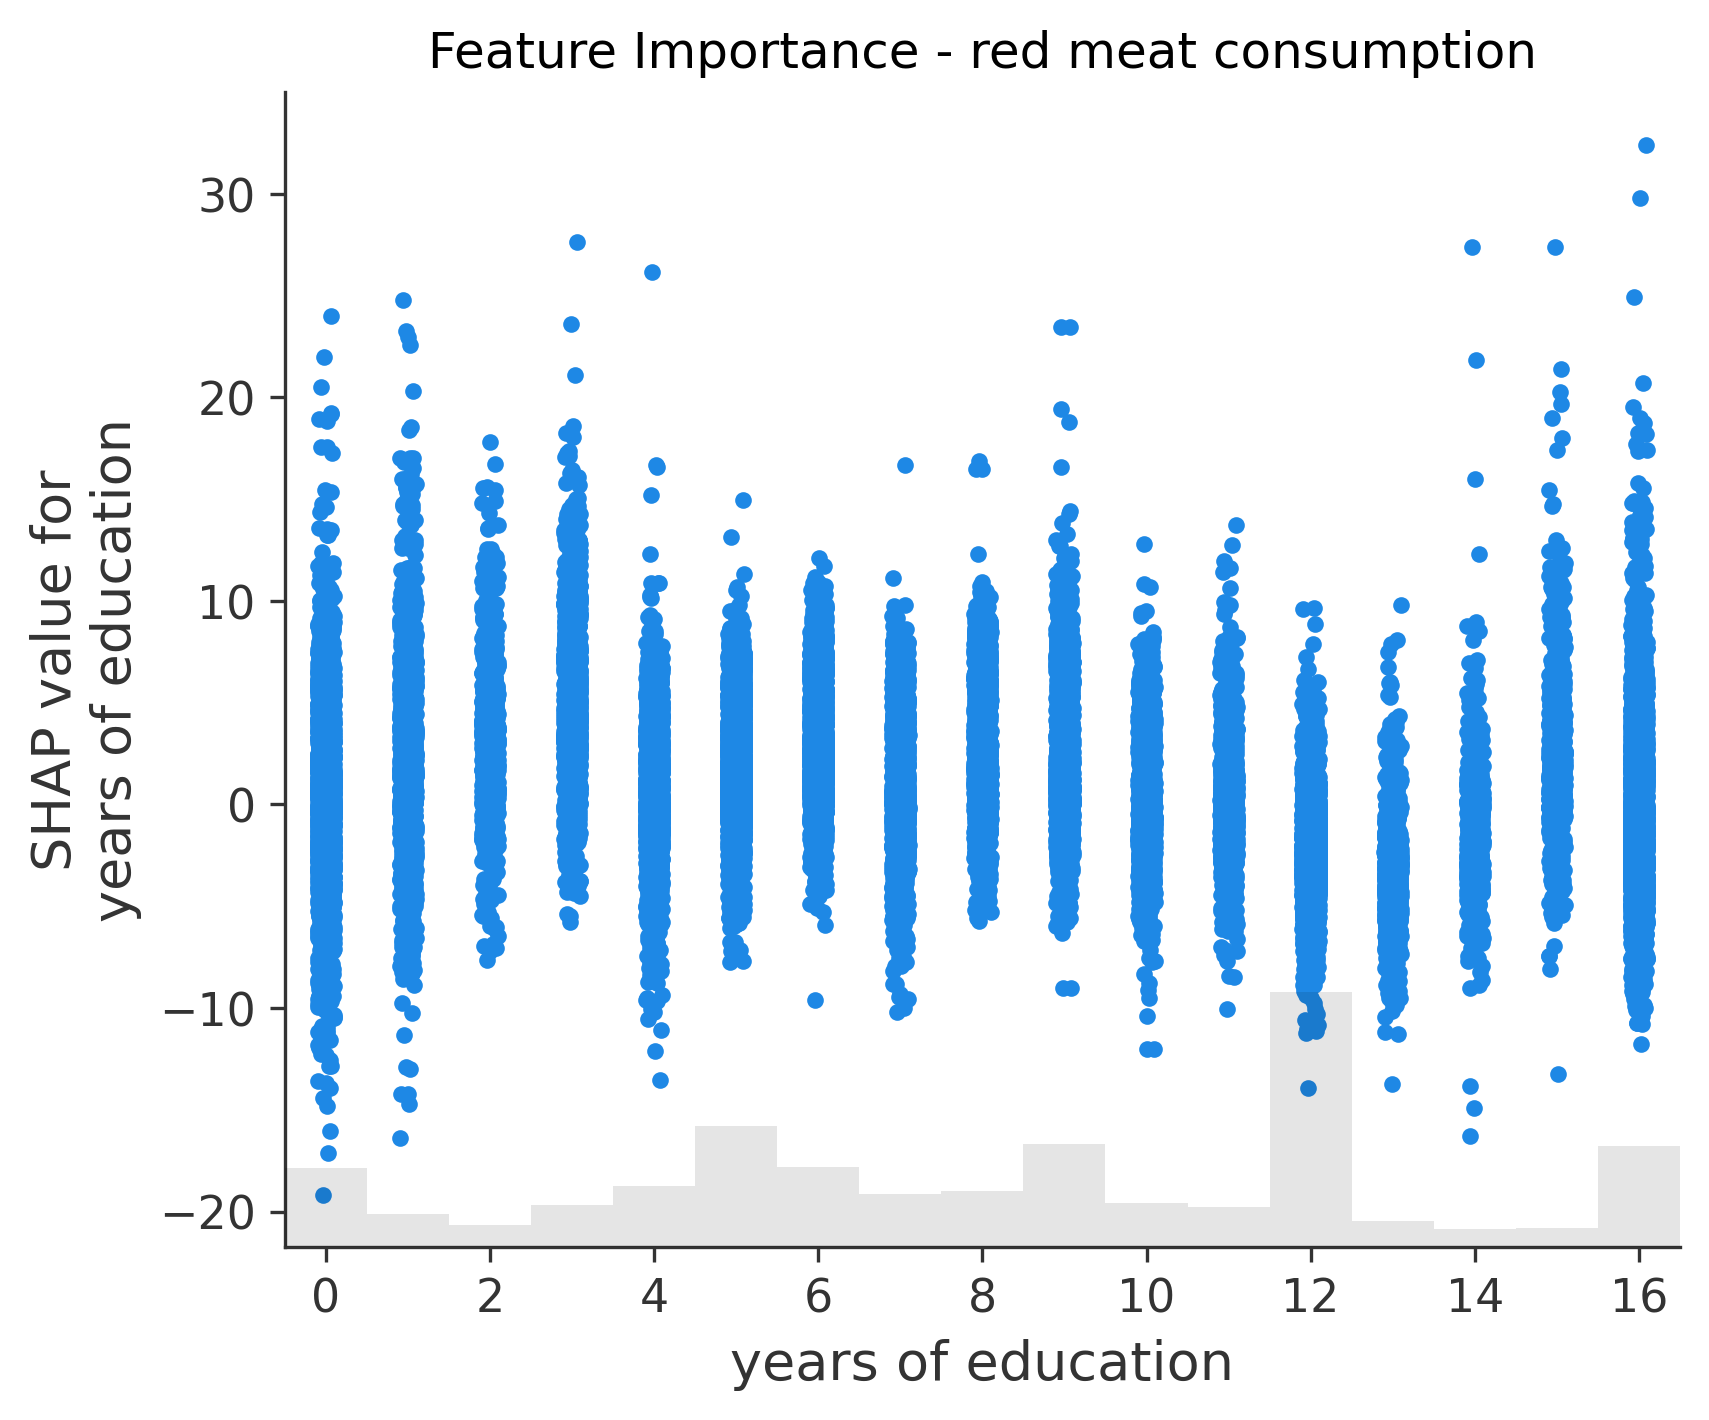 Feature Importance - red meat consumption
SHAP value for
years of education
30
20
10
0
−10
−20
0 2 4 6 8 10 12 14 16
years of education